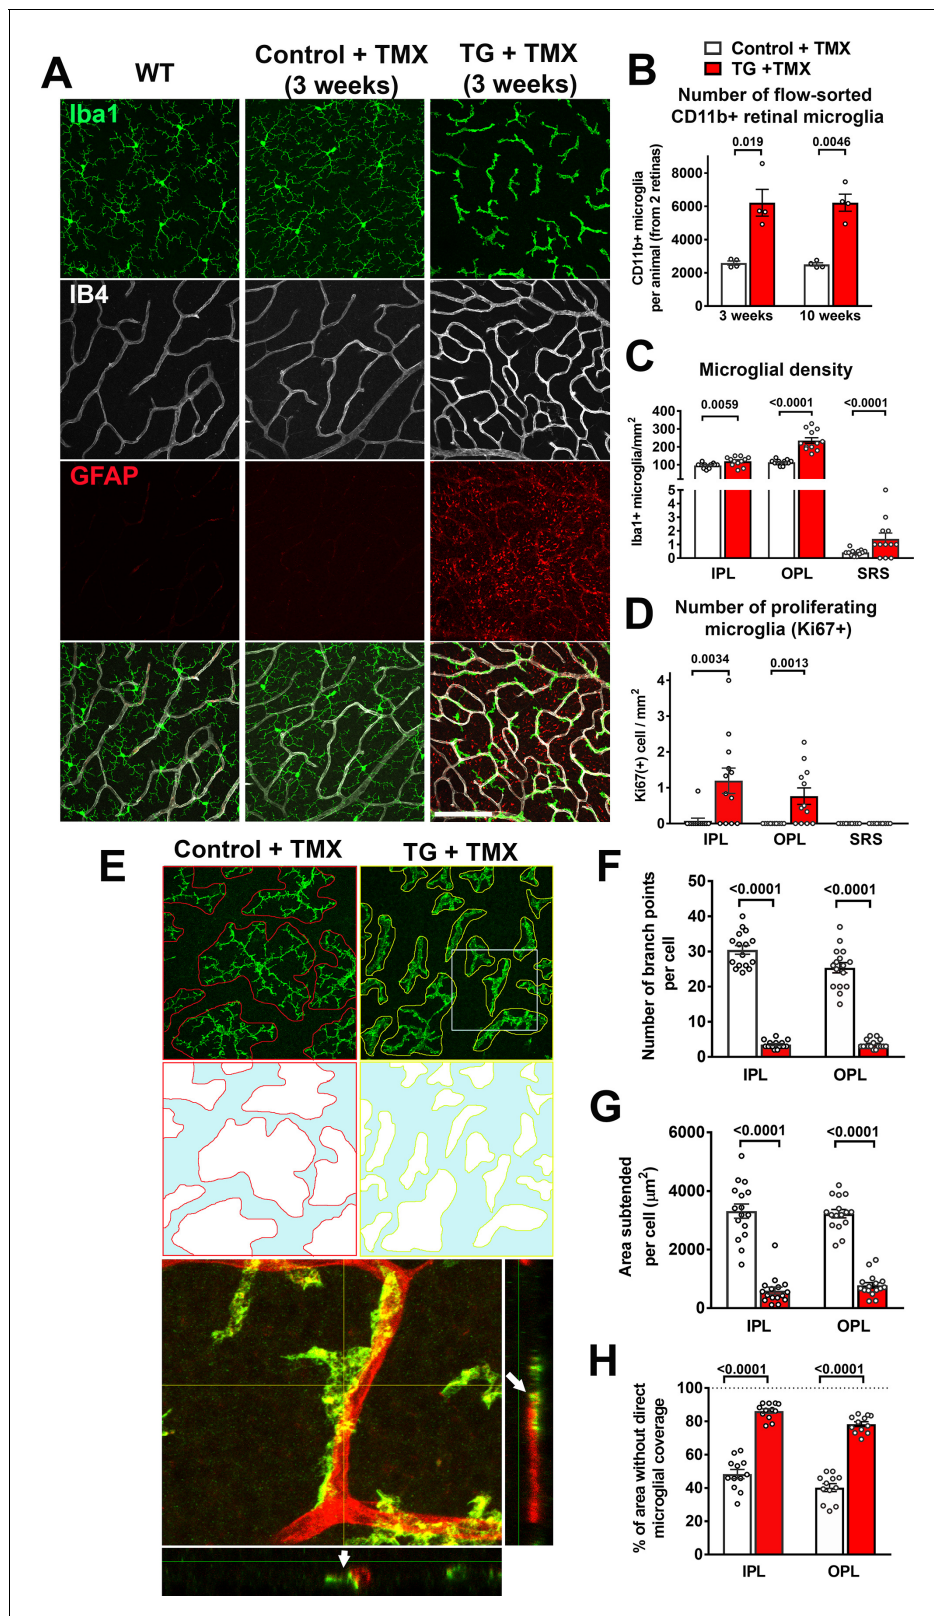 A
WT
Control + TMX
(3 weeks)
TG + TMX
(3 weeks)
Iba1
IB4
GFAP
B
Control + TMX
TG +TMX
Number of flow-sorted
CD11b+ retinal microglia
0.019
0.0046
CD11b+ microglia
per animal (from 2 retinas)
8000
6000
4000
2000
0
3 weeks
10 weeks
C
Microglial density
0.0059
<0.0001
<0.0001
Iba1+ microglia/mm²
400
300
200
100
5
4
3
2
1
0
IPL
OPL
SRS
D
Number of proliferating
microglia (Ki67+)
0.0034
0.0013
Ki67(+) cell / mm²
4
3
2
1
0
IPL
OPL
SRS
E
Control + TMX
TG + TMX
F
Number of branch points
per cell
50
40
30
20
10
0
<0.0001
<0.0001
IPL
OPL
G
Area subtended
per cell (μm²)
6000
4000
2000
0
<0.0001
<0.0001
IPL
OPL
H
% of area without direct
microglial coverage
100
80
60
40
20
0
<0.0001
<0.0001
IPL
OPL